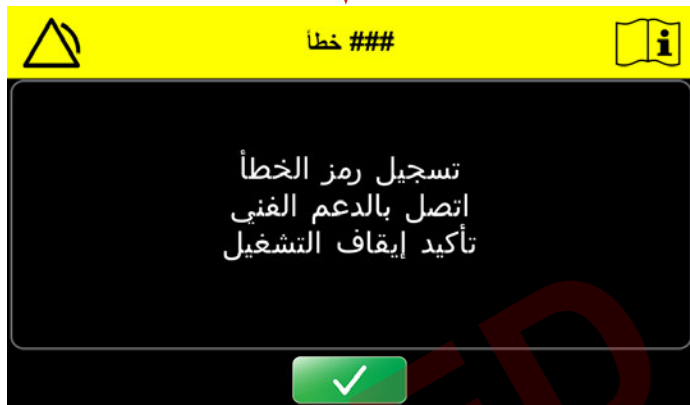 ### خطأ
تسجيل رمز الخطأ
اتصل بالدعم الفني
تأكيد إيقاف التشغيل